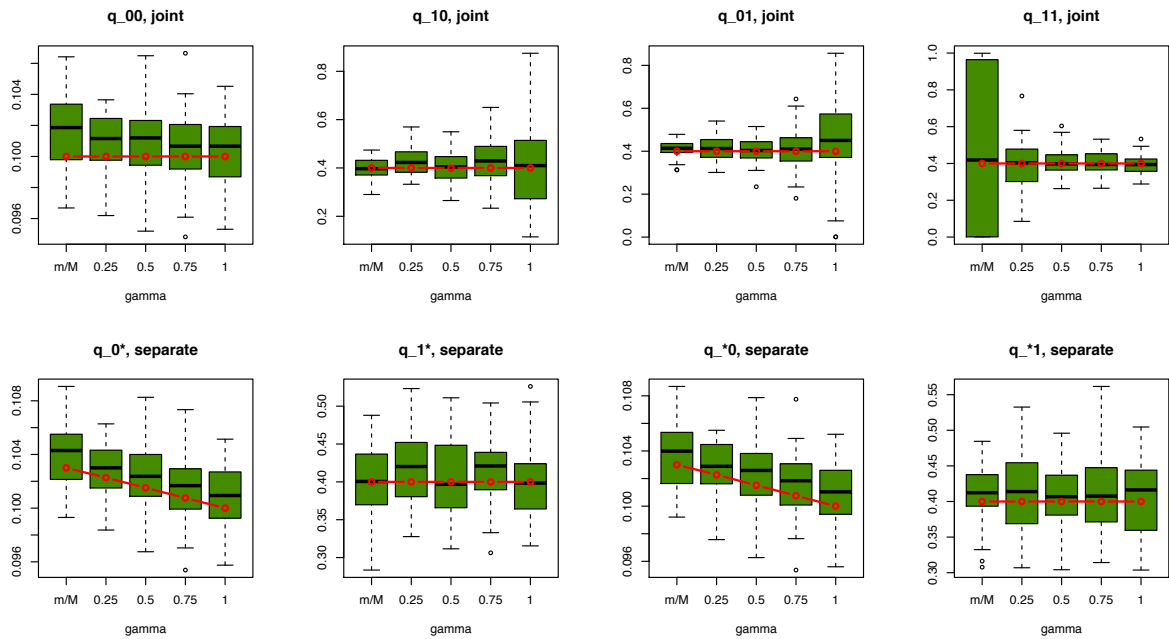 q_00, joint
0.096 0.100 0.104
m/M 0.25 0.5 0.75 1
gamma
q_10, joint
0.2 0.4 0.6 0.8
m/M 0.25 0.5 0.75 1
gamma
q_01, joint
0.0 0.2 0.4 0.6 0.8
m/M 0.25 0.5 0.75 1
gamma
q_11, joint
0.0 0.2 0.4 0.6 0.8 1.0
m/M 0.25 0.5 0.75 1
gamma
q_0*, separate
0.096 0.100 0.104 0.108
m/M 0.25 0.5 0.75 1
gamma
q_1*, separate
0.30 0.35 0.40 0.45 0.50
m/M 0.25 0.5 0.75 1
gamma
q_*0, separate
0.096 0.100 0.104 0.108
m/M 0.25 0.5 0.75 1
gamma
q_*1, separate
0.30 0.35 0.40 0.45 0.50 0.55
m/M 0.25 0.5 0.75 1
gamma